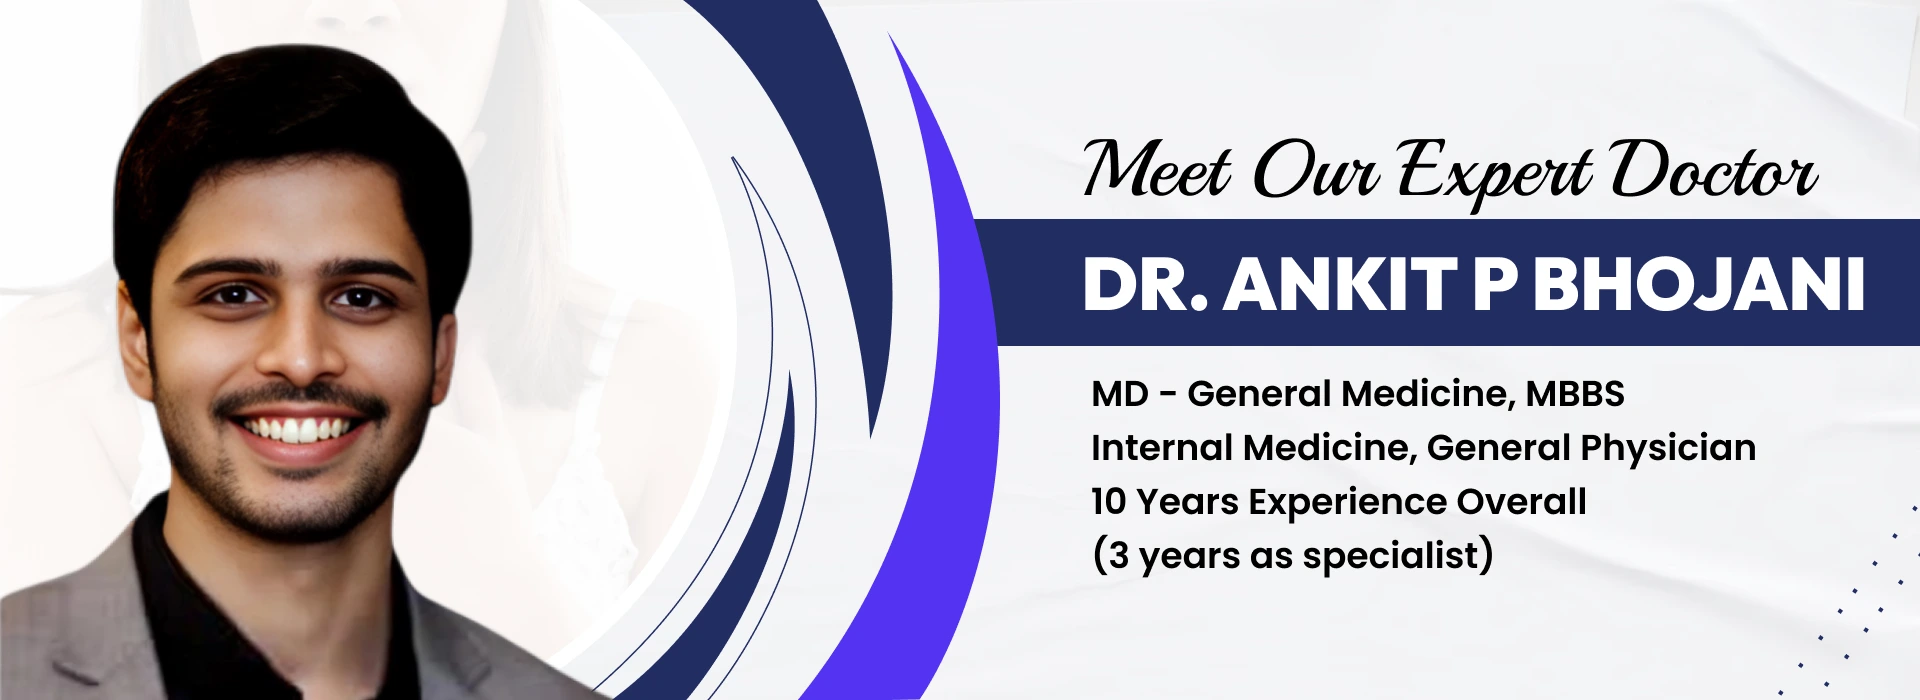 Meet Our Expert Doctor
DR. ANKIT P BHOJANI
MD - General Medicine, MBBS
Internal Medicine, General Physician
10 Years Experience Overall
(3 years as specialist)